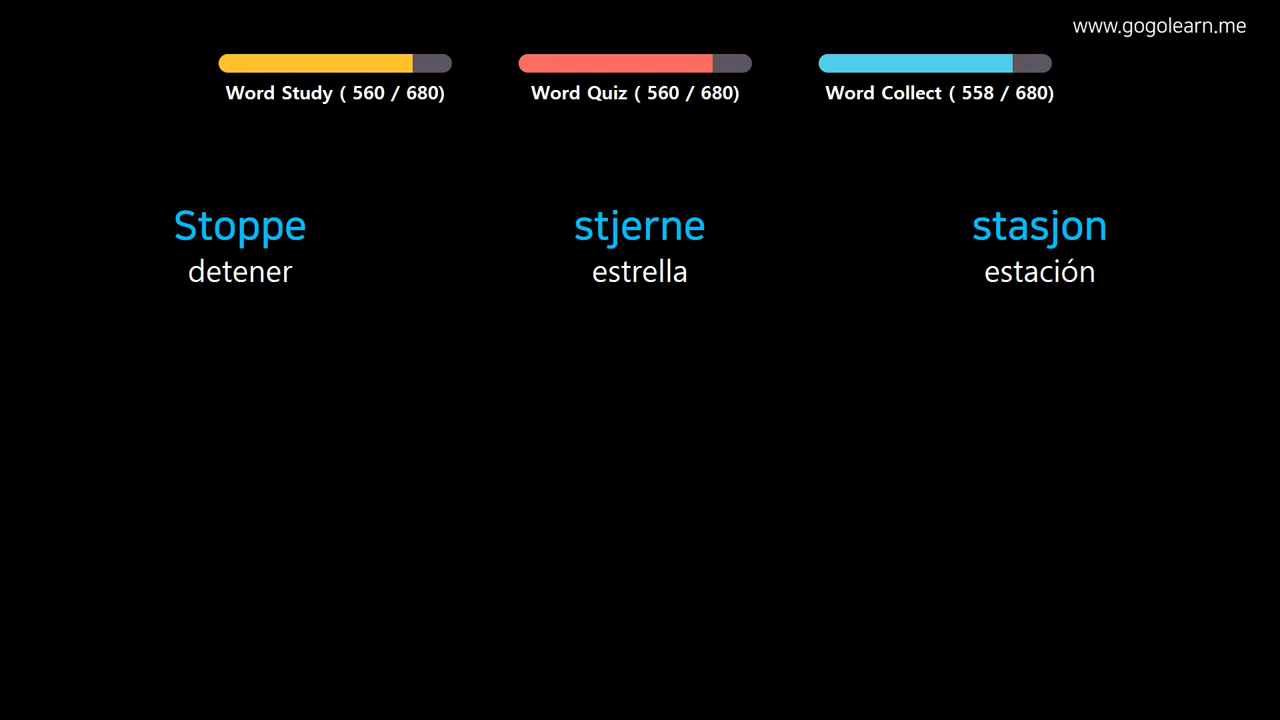 www.gogolearn.me
Word Study ( 560 / 680)
Word Quiz ( 560 / 680)
Word Collect ( 558 / 680)
Stoppe
detener
stjerne
estrella
stasjon
estación